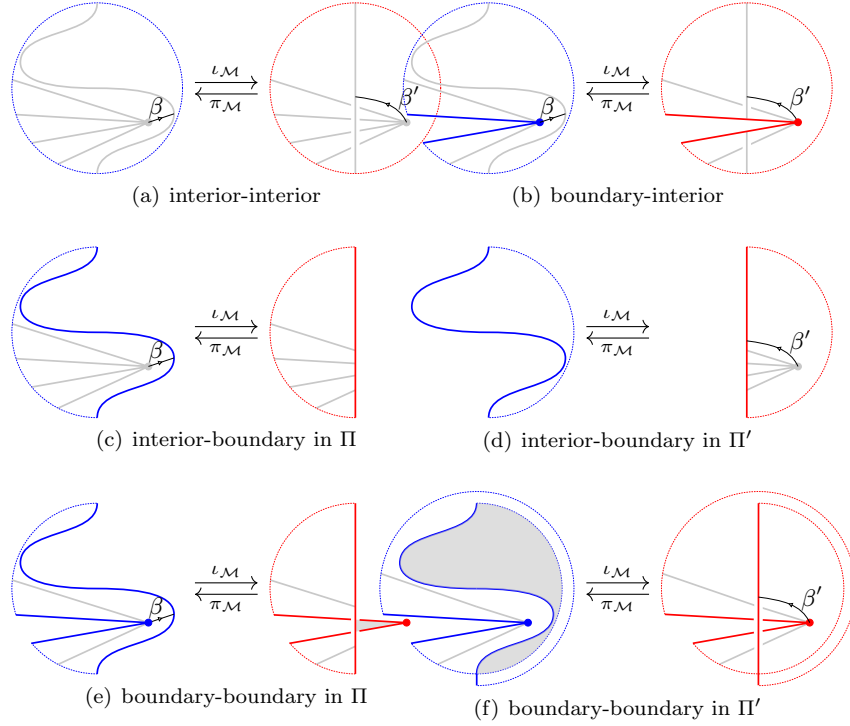 β ι_ℳ π_ℳ β′ β ι_ℳ π_ℳ β′
(a) interior-interior (b) boundary-interior
β ι_ℳ π_ℳ ι_ℳ π_ℳ β′
(c) interior-boundary in Π (d) interior-boundary in Π′
β ι_ℳ π_ℳ ι_ℳ π_ℳ β′
(e) boundary-boundary in Π (f) boundary-boundary in Π′